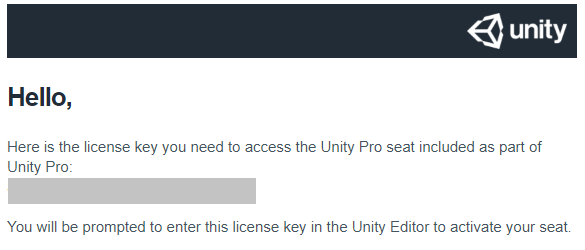 unity
Hello,
Here is the license key you need to access the Unity Pro seat included as part of
Unity Pro:
You will be prompted to enter this license key in the Unity Editor to activate your seat.